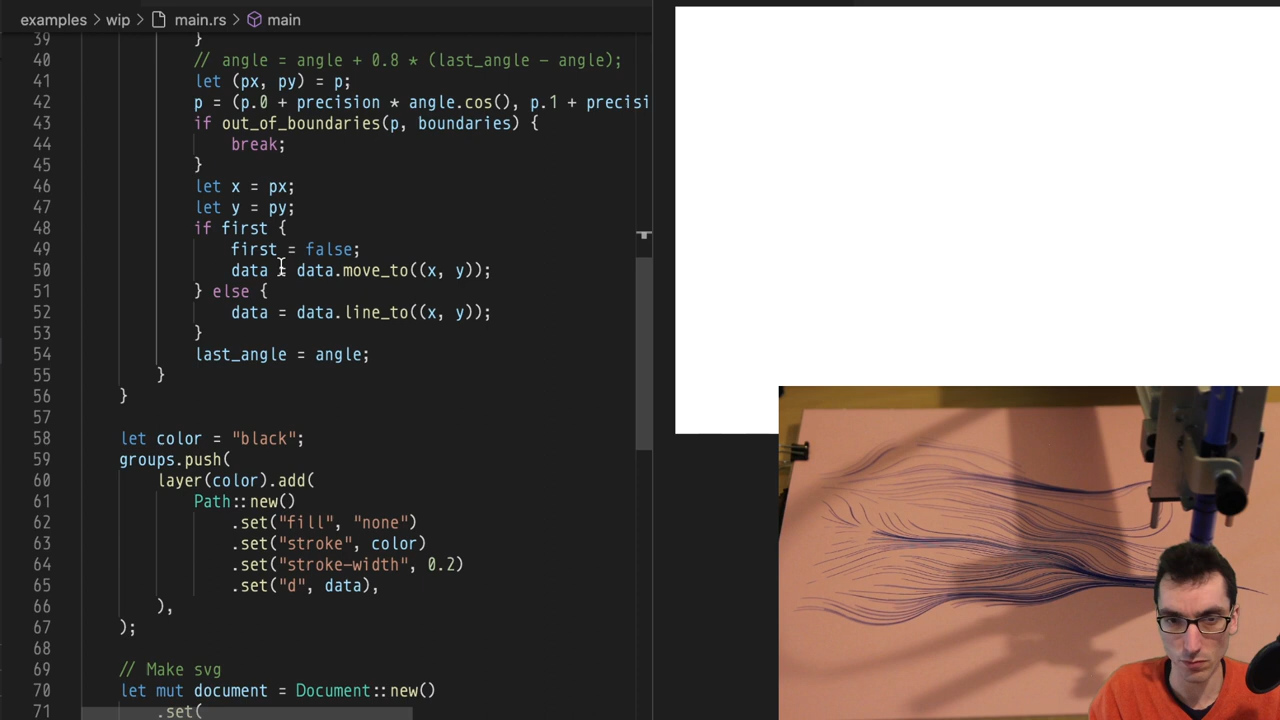 examples › wip › main.rs › main
39 }
40 // angle = angle + 0.8 * (last_angle - angle);
41 let (px, py) = p;
42 p = (p.0 + precision * angle.cos(), p.1 + precisi
43 if out_of_boundaries(p, boundaries) {
44 break;
45 }
46 let x = px;
47 let y = py;
48 if first {
49 first = false;
50 data = data.move_to((x, y));
51 } else {
52 data = data.line_to((x, y));
53 }
54 last_angle = angle;
55 }
56 }
57
58 let color = "black";
59 groups.push(
60 layer(color).add(
61 Path::new()
62 .set("fill", "none")
63 .set("stroke", color)
64 .set("stroke-width", 0.2)
65 .set("d", data),
66 ),
67 );
68
69 // Make svg
70 let mut document = Document::new()
71 .set(